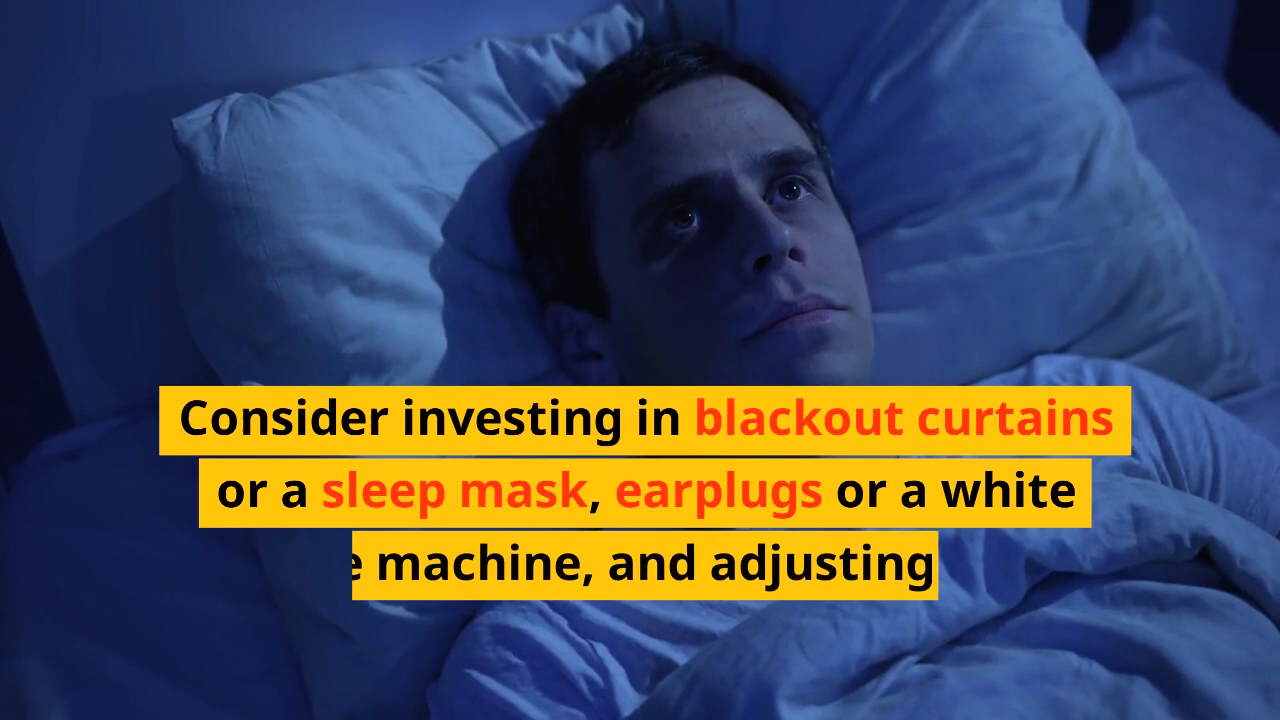 Consider investing in blackout curtains
or a sleep mask, earplugs or a white
e machine, and adjusting